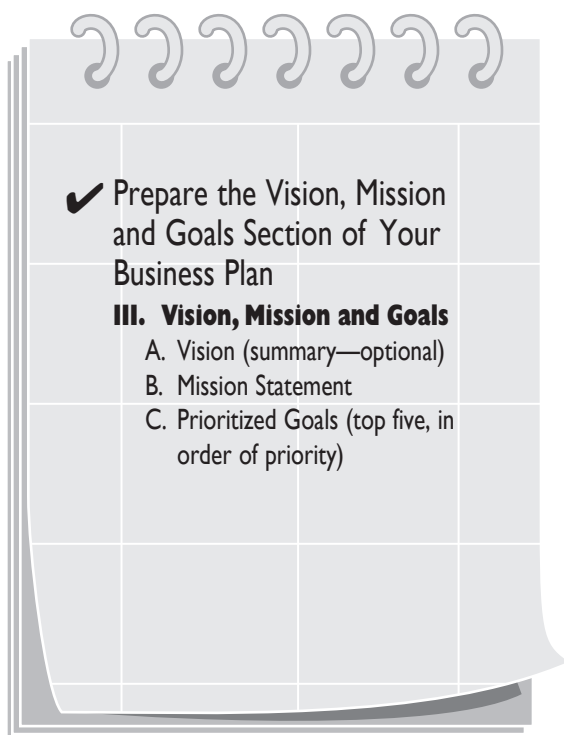 ✔ Prepare the Vision, Mission
and Goals Section of Your
Business Plan
III. Vision, Mission and Goals
A. Vision (summary—optional)
B. Mission Statement
C. Prioritized Goals (top five, in
order of priority)